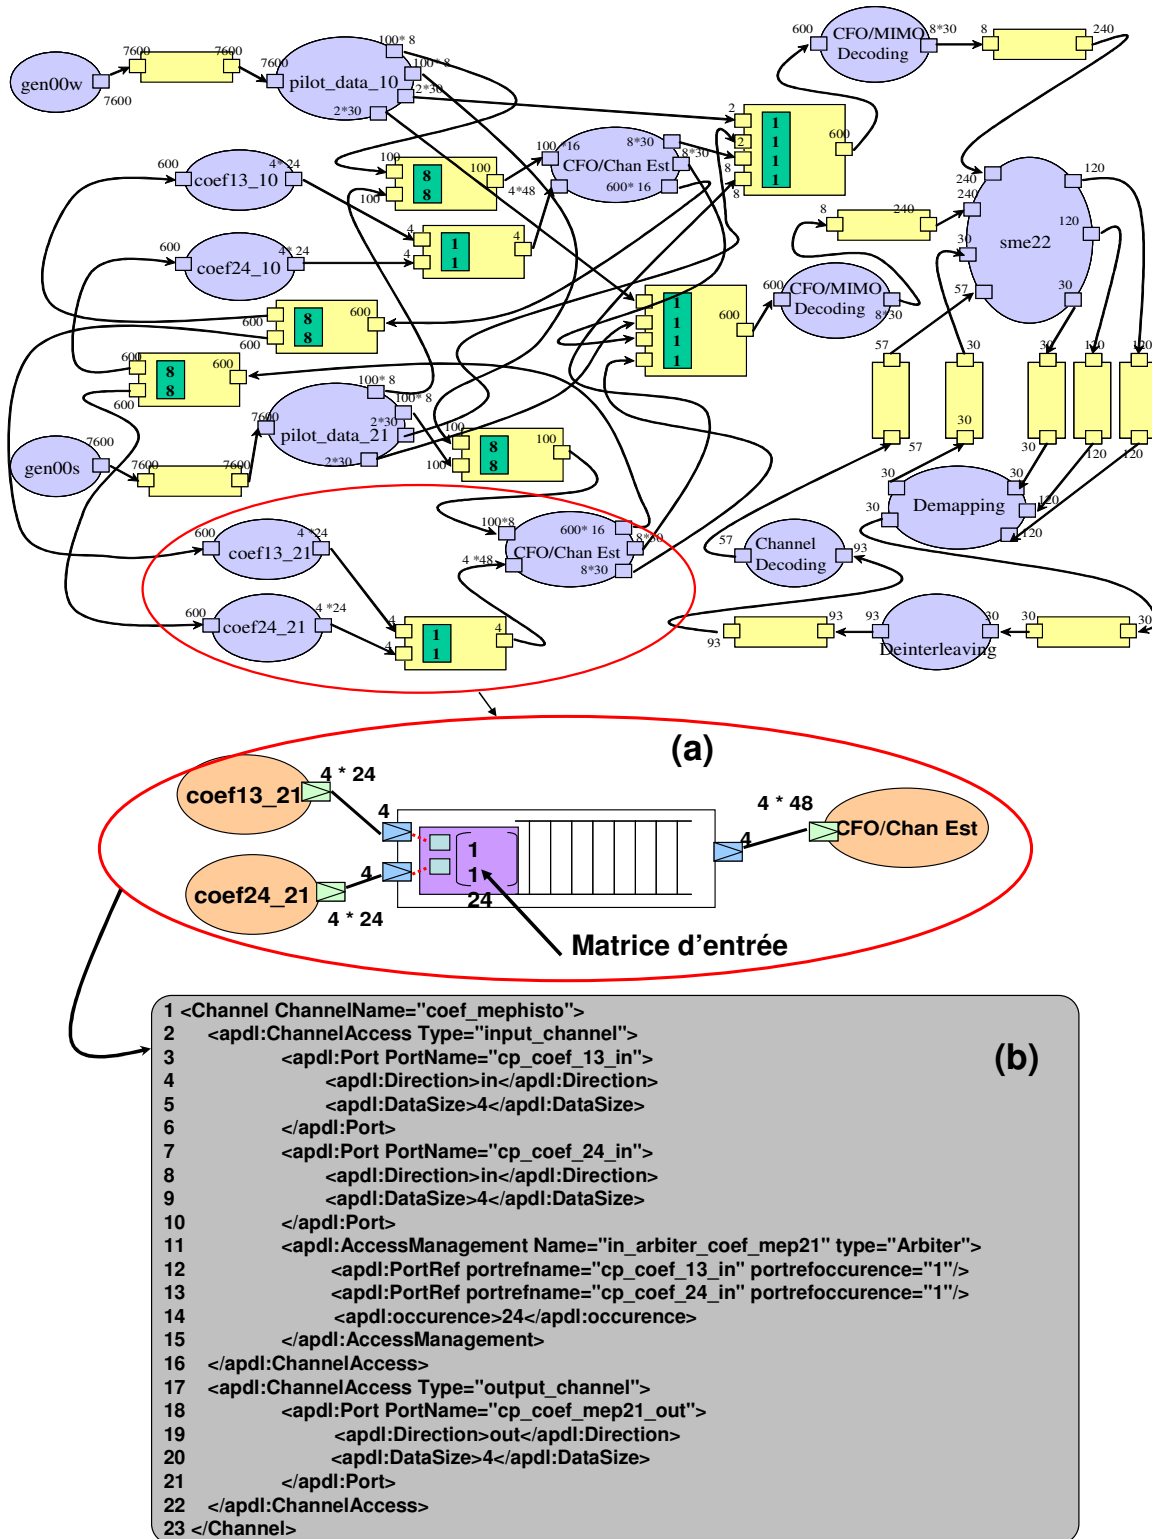 600
CFO/MIMO
Decoding
8*30
8
240
7600
7600
gen00w
7600
7600
pilot_data_10
100* 8
100* 8
2*30
2*30
2
2
8
8
1
1
1
1
600
600
coef13_10
4* 24
100
100
8
8
100
4*48
100 *16
CFO/Chan Est
8*30
8*30
600* 16
240
240
30
57
sme22
120
120
30
8
240
600
coef24_10
4* 24
4
4
1
1
4
600
CFO/MIMO
Decoding
8*30
600
600
8
8
600
1
1
1
1
600
600
600
8
8
600
57
57
30
30
30
30
120
120
120
120
gen00s
7600
7600
7600
7600
pilot_data_21
100* 8
100* 8
2*30
2*30
100
100
8
8
100
30
30
Demapping
30
120
120
600
coef13_21
4 *24
100*8
4 *48
CFO/Chan Est
600* 16
8*30
8*30
57
Channel
Decoding
93
600
coef24_21
4 *24
4
4
1
1
4
93
93
93
Deinterleaving
30
30
30
(a)
coef13_21
4 * 24
4
4 * 48
4
CFO/Chan Est
1
1
24
coef24_21
4
4 * 24
Matrice d'entrée
(b)
1 <Channel ChannelName="coef_mephisto">
2 <apdl:ChannelAccess Type="input_channel">
3 <apdl:Port PortName="cp_coef_13_in">
4 <apdl:Direction>in</apdl:Direction>
5 <apdl:DataSize>4</apdl:DataSize>
6 </apdl:Port>
7 <apdl:Port PortName="cp_coef_24_in">
8 <apdl:Direction>in</apdl:Direction>
9 <apdl:DataSize>4</apdl:DataSize>
10 </apdl:Port>
11 <apdl:AccessManagement Name="in_arbiter_coef_mep21" type="Arbiter">
12 <apdl:PortRef portrefname="cp_coef_13_in" portrefoccurence="1"/>
13 <apdl:PortRef portrefname="cp_coef_24_in" portrefoccurence="1"/>
14 <apdl:occurence>24</apdl:occurence>
15 </apdl:AccessManagement>
16 </apdl:ChannelAccess>
17 <apdl:ChannelAccess Type="output_channel">
18 <apdl:Port PortName="cp_coef_mep21_out">
19 <apdl:Direction>out</apdl:Direction>
20 <apdl:DataSize>4</apdl:DataSize>
21 </apdl:Port>
22 </apdl:ChannelAccess>
23 </Channel>